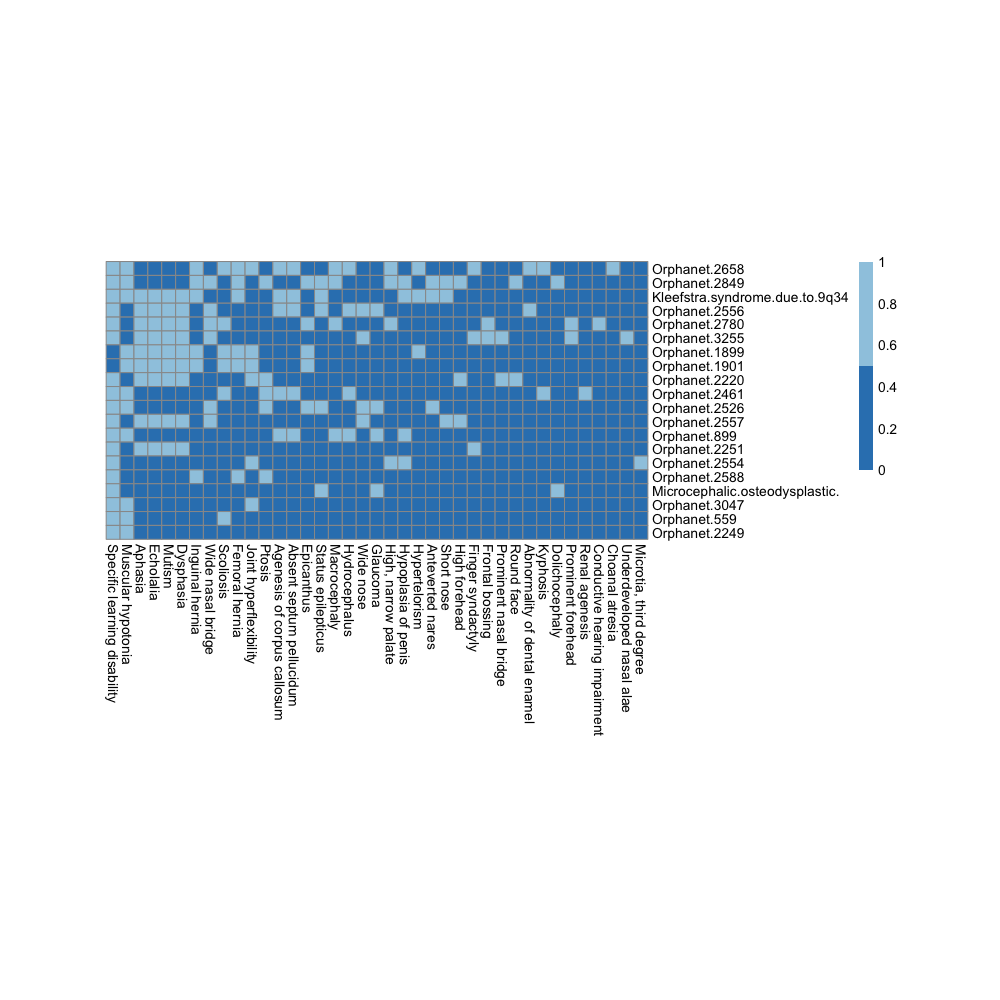 Orphanet.2658
Orphanet.2849
Kleefstra.syndrome.due.to.9q34
Orphanet.2556
Orphanet.2780
Orphanet.3255
Orphanet.1899
Orphanet.1901
Orphanet.2220
Orphanet.2461
Orphanet.2526
Orphanet.2557
Orphanet.899
Orphanet.2251
Orphanet.2554
Orphanet.2588
Microcephalic.osteodysplastic.
Orphanet.3047
Orphanet.559
Orphanet.2249
1
0.8
0.6
0.4
0.2
0
Specific learning disability
Muscular hypotonia
Aphasia
Echolalia
Mutism
Dysphasia
Inguinal hernia
Wide nasal bridge
Scoliosis
Femoral hernia
Joint hyperflexibility
Ptosis
Agenesis of corpus callosum
Absent septum pellucidum
Epicanthus
Status epilepticus
Macrocephaly
Hydrocephalus
Wide nose
Glaucoma
High, narrow palate
Hypoplasia of penis
Hypertelorism
Anteverted nares
Short nose
High forehead
Finger syndactyly
Frontal bossing
Prominent nasal bridge
Round face
Abnormality of dental enamel
Kyphosis
Dolichocephaly
Prominent forehead
Renal agenesis
Conductive hearing impairment
Choanal atresia
Underdeveloped nasal alae
Microtia, third degree